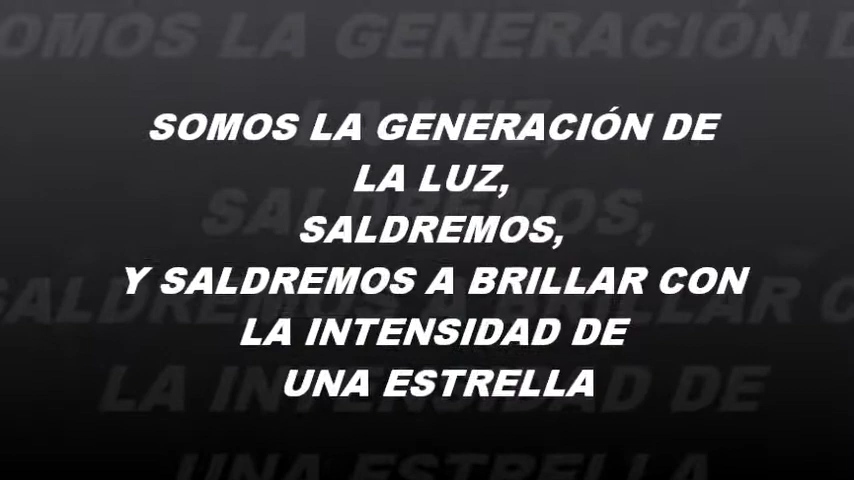 SOMOS LA GENERACIÓN DE
LA LUZ,
SALDREMOS,
Y SALDREMOS A BRILLAR CON
LA INTENSIDAD DE
UNA ESTRELLA